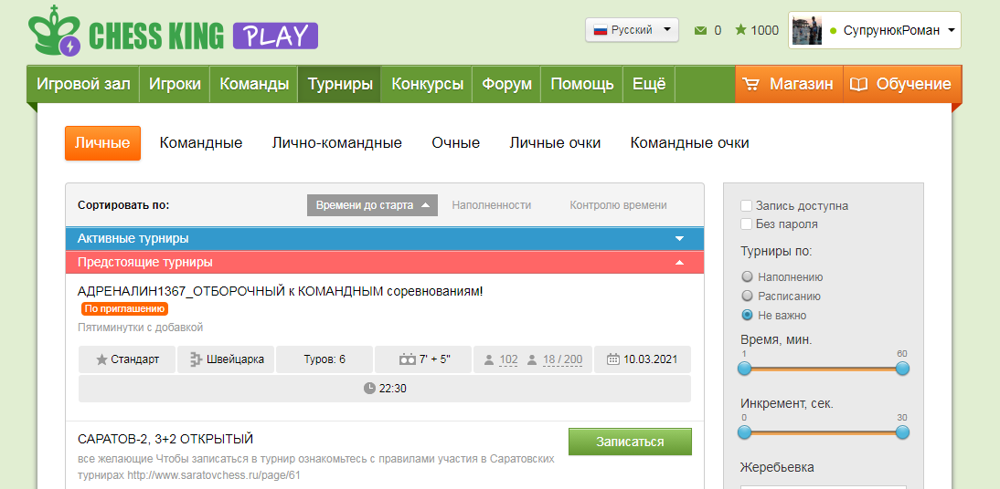 CHESS KING PLAY
Русский 0 1000 СупрунюкРоман
Игровой зал Игроки Команды Турниры Конкурсы Форум Помощь Ещё Магазин Обучение
Личные Командные Лично-командные Очные Личные очки Командные очки
Сортировать по: Времени до старта Наполненности Контролю времени
Активные турниры
Предстоящие турниры
АДРЕНАЛИН1367_ОТБОРОЧНЫЙ к КОМАНДНЫМ соревнованиям!
По приглашению
Пятиминутки с добавкой
Стандарт Швейцарка Туров: 6 7' + 5" 102 18 / 200 10.03.2021
22:30
САРАТОВ-2, 3+2 ОТКРЫТЫЙ
Записаться
все желающие Чтобы записаться в турнир ознакомьтесь с правилами участия в Саратовских
турнирах http://www.saratovchess.ru/page/61
Запись доступна
Без пароля
Турниры по:
Наполнению
Расписанию
Не важно
Время, мин.
1 60
Инкремент, сек.
0 30
Жеребьевка